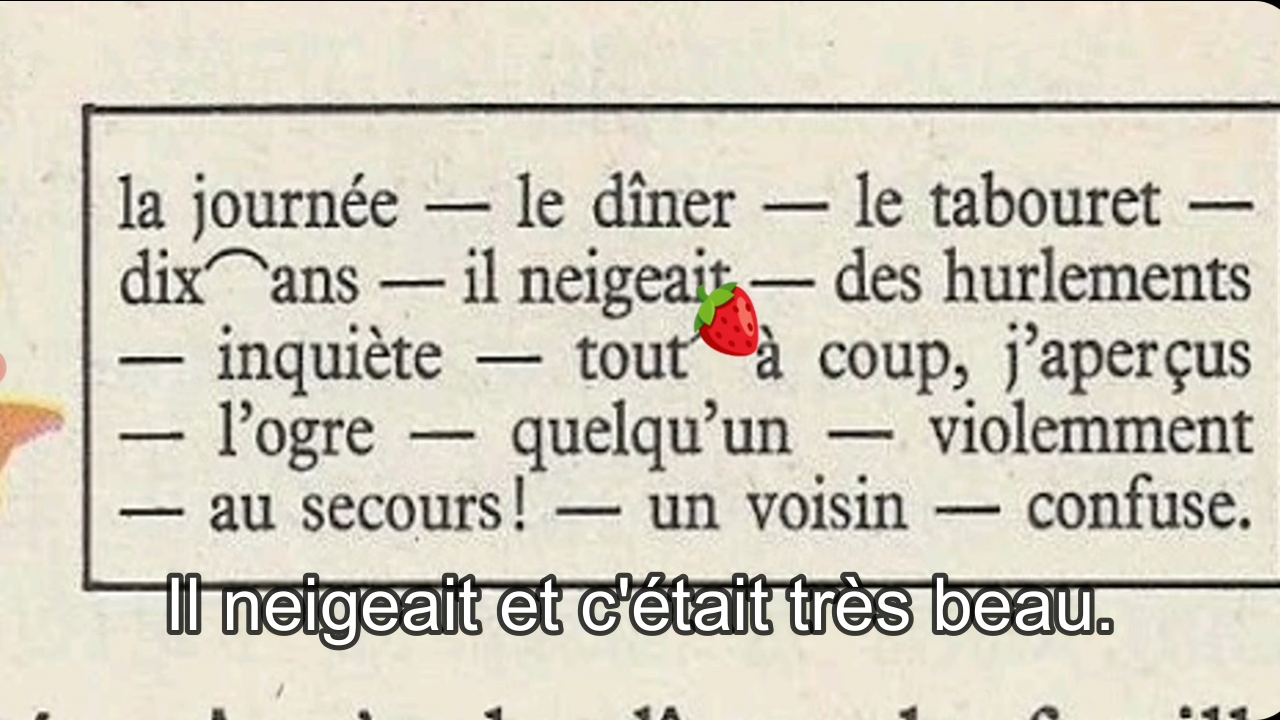 la journée — le dîner — le tabouret —
dix‿ans — il neigeait — des hurlements
— inquiète — tout à coup, j’aperçus
— l’ogre — quelqu’un — violemment
— au secours! — un voisin — confuse.
Il neigeait et c'était très beau.